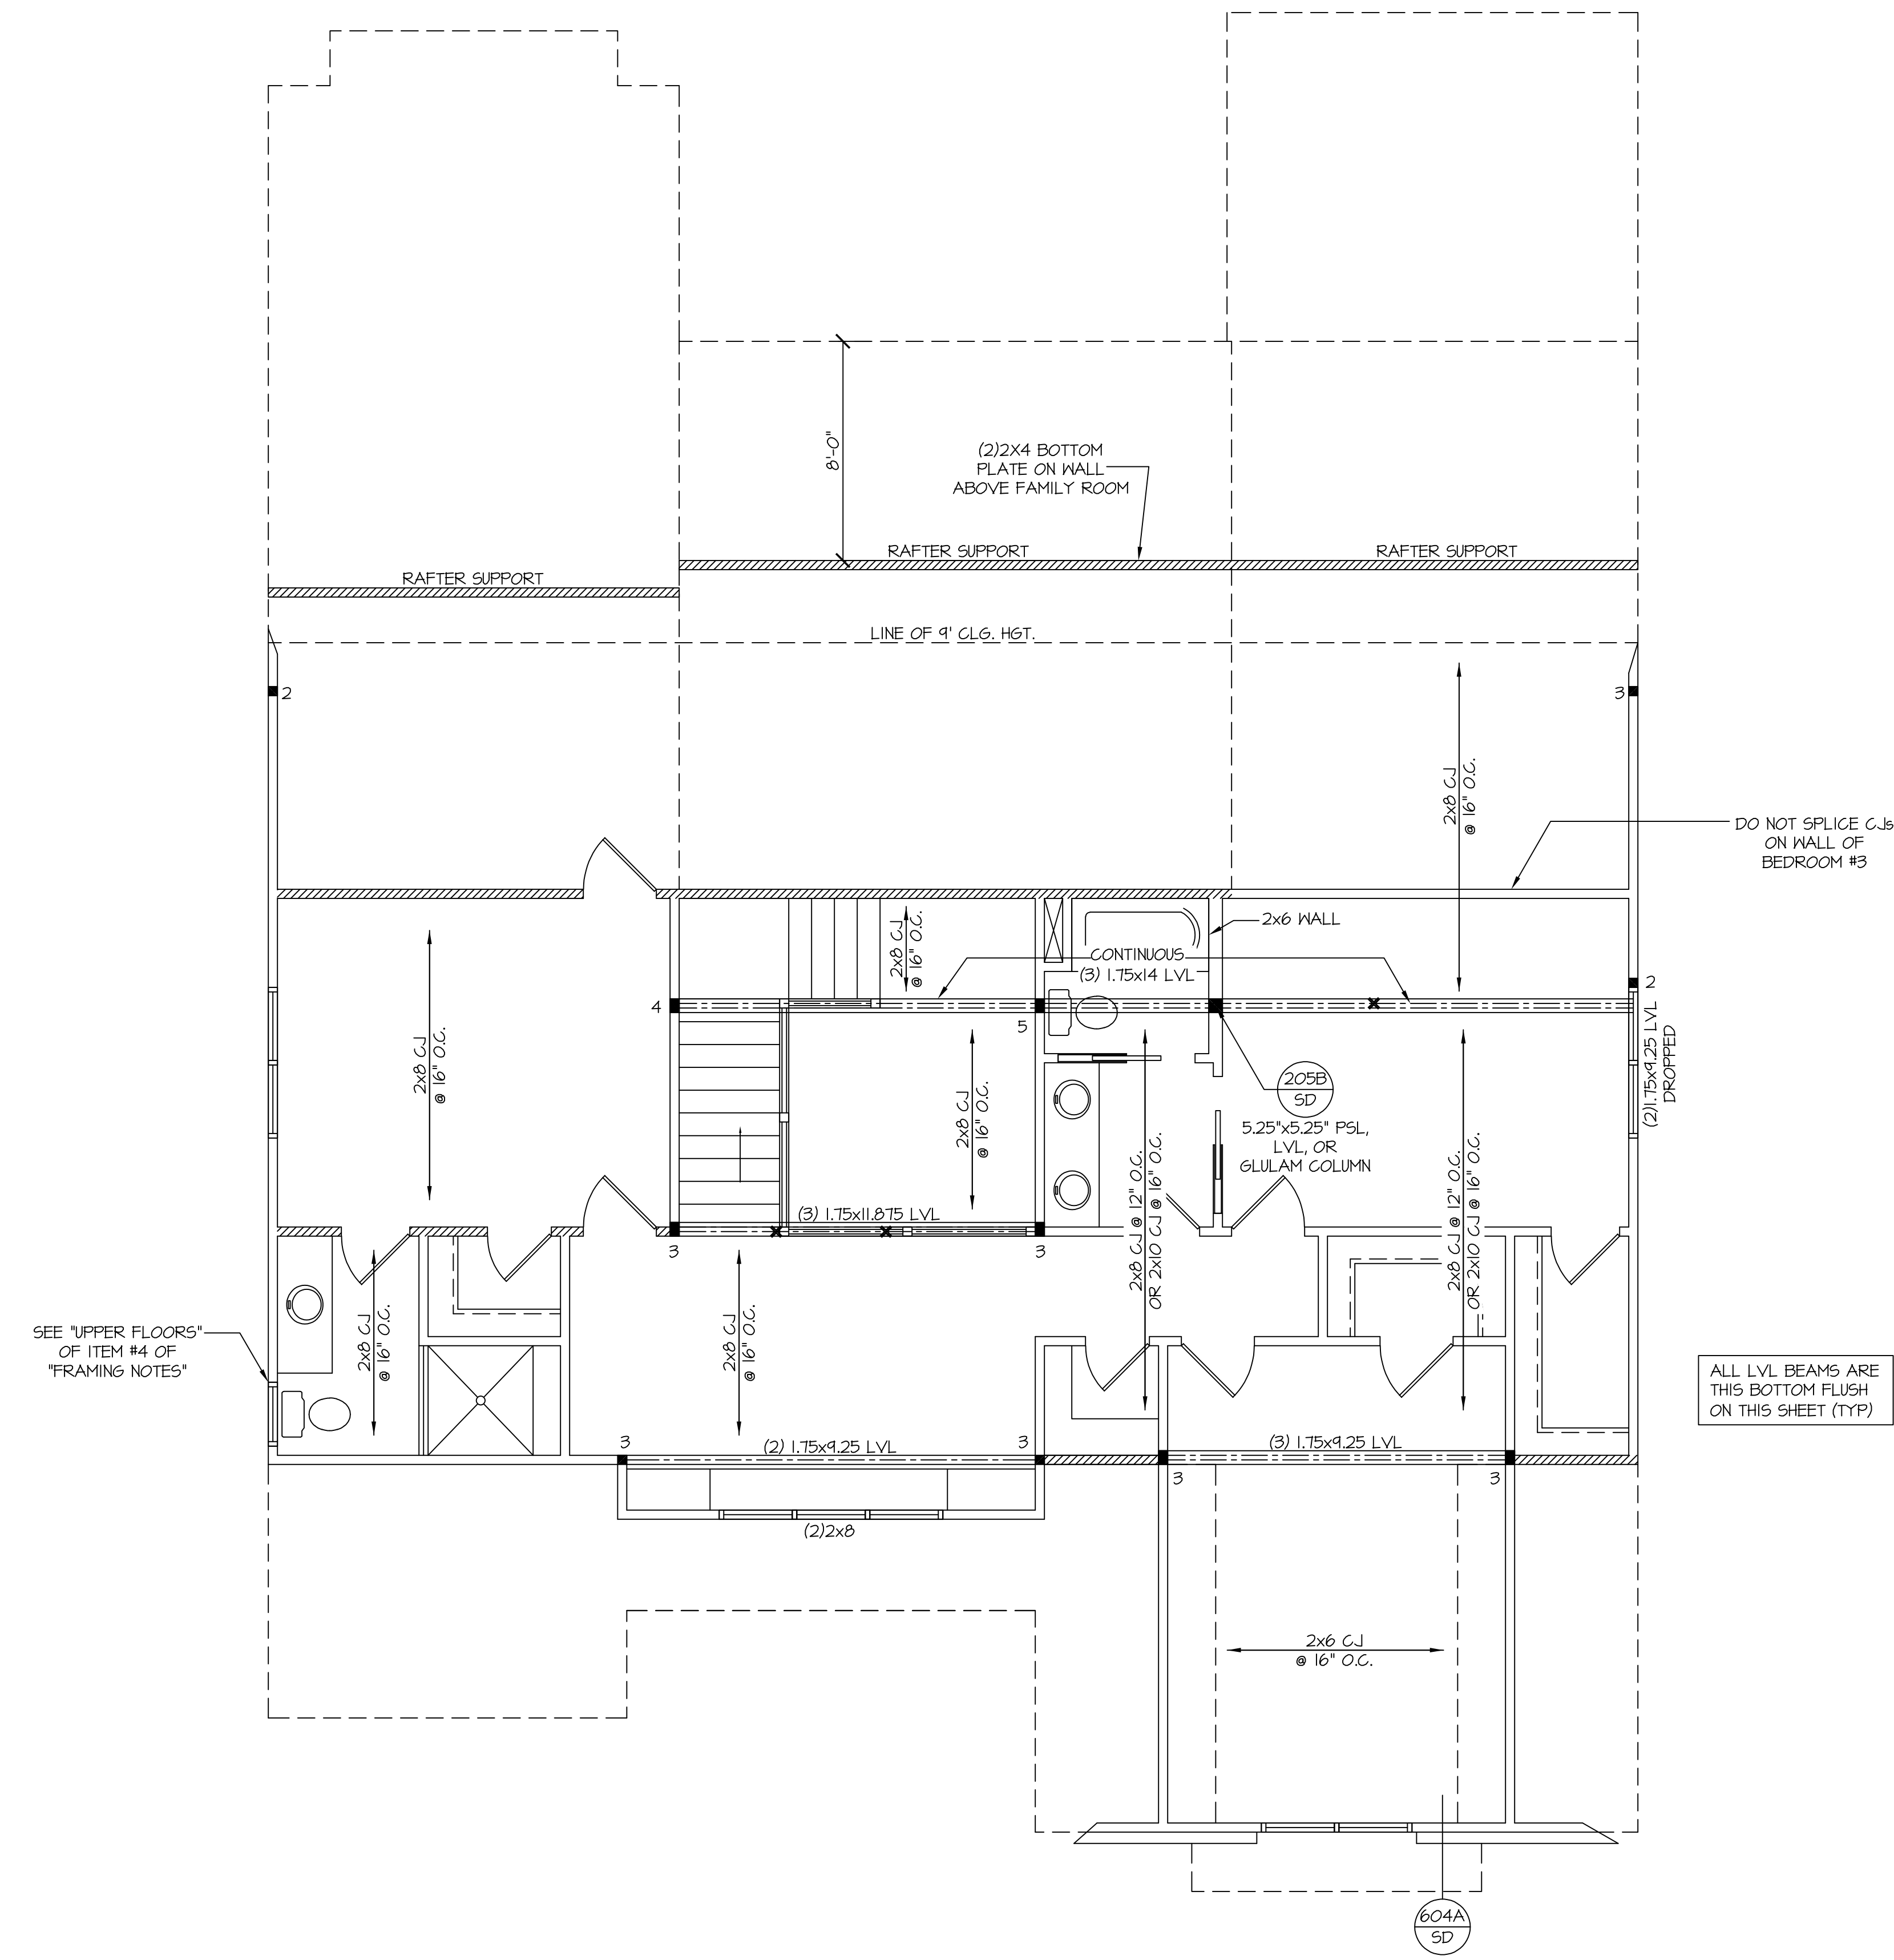 8'-0"
(2)2X4 BOTTOM
PLATE ON WALL
ABOVE FAMILY ROOM
RAFTER SUPPORT
RAFTER SUPPORT
RAFTER SUPPORT
LINE OF 9' CLG. HGT.
2
3
2x8 CJ
@ 16" O.C.
DO NOT SPLICE CJs
ON WALL OF
BEDROOM #3
2x8 CJ
@ 16" O.C.
2x6 WALL
CONTINUOUS
(3) 1.75x14 LVL
4
5
2
(2)1.75x9.25 LVL
DROPPED
2x8 CJ
@ 16" O.C.
2x8 CJ
@ 16" O.C.
205B
SD
5.25"x5.25" PSL,
LVL, OR
GLULAM COLUMN
2x8 CJ @ 12" O.C.
OR 2x10 CJ @ 16" O.C.
2x8 CJ @ 12" O.C.
OR 2x10 CJ @ 16" O.C.
(3) 1.75x11.875 LVL
3
3
SEE "UPPER FLOORS"
OF ITEM #4 OF
"FRAMING NOTES"
2x8 CJ
@ 16" O.C.
2x8 CJ
@ 16" O.C.
ALL LVL BEAMS ARE
THIS BOTTOM FLUSH
ON THIS SHEET (TYP)
3
(2) 1.75x9.25 LVL
3
(3) 1.75x9.25 LVL
3
3
(2)2x8
2x6 CJ
@ 16" O.C.
604A
SD